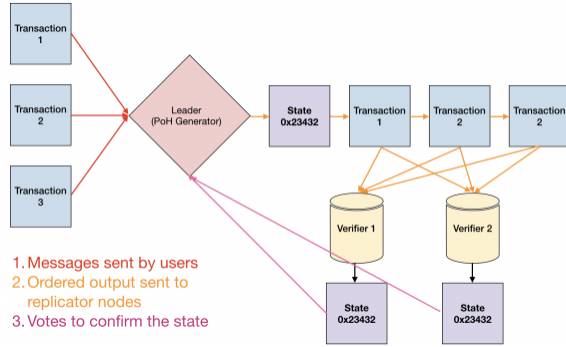 Transaction
1
Transaction
2
Transaction
3
Leader
(PoH Generator)
State
0x23432
Transaction
1
Transaction
2
Transaction
2
Verifier 1
Verifier 2
State
0x23432
State
0x23432
1. Messages sent by users
2. Ordered output sent to
replicator nodes
3. Votes to confirm the state